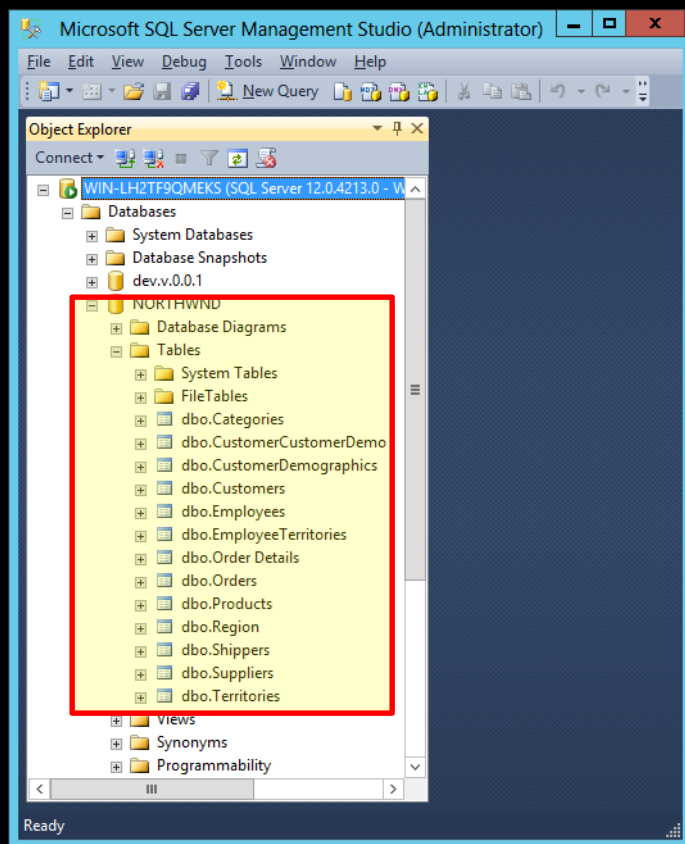 Microsoft SQL Server Management Studio (Administrator)
File Edit View Debug Tools Window Help
New Query
Object Explorer
Connect
WIN-LH2TF9QMEKS (SQL Server 12.0.4213.0 - W
Databases
System Databases
Database Snapshots
dev.v.0.0.1
NORTHWND
Database Diagrams
Tables
System Tables
FileTables
dbo.Categories
dbo.CustomerCustomerDemo
dbo.CustomerDemographics
dbo.Customers
dbo.Employees
dbo.EmployeeTerritories
dbo.Order Details
dbo.Orders
dbo.Products
dbo.Region
dbo.Shippers
dbo.Suppliers
dbo.Territories
Views
Synonyms
Programmability
Ready